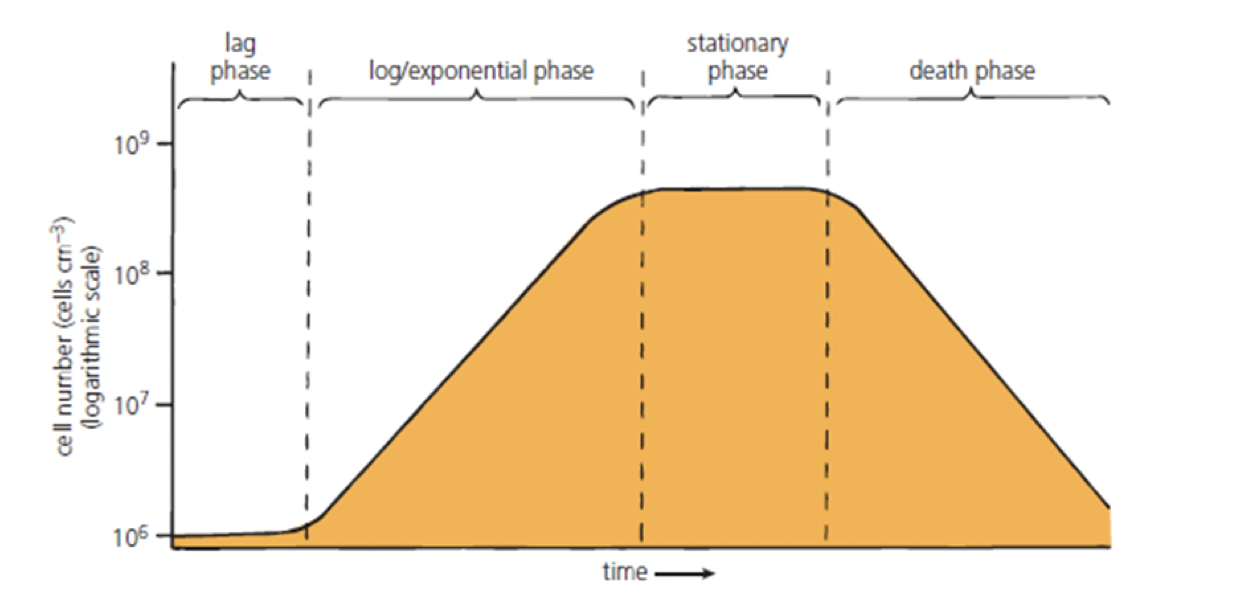 lag
phase
log/exponential phase
stationary
phase
death phase
10⁹
10⁸
10⁷
10⁶
cell number (cells cm⁻³)
(logarithmic scale)
time